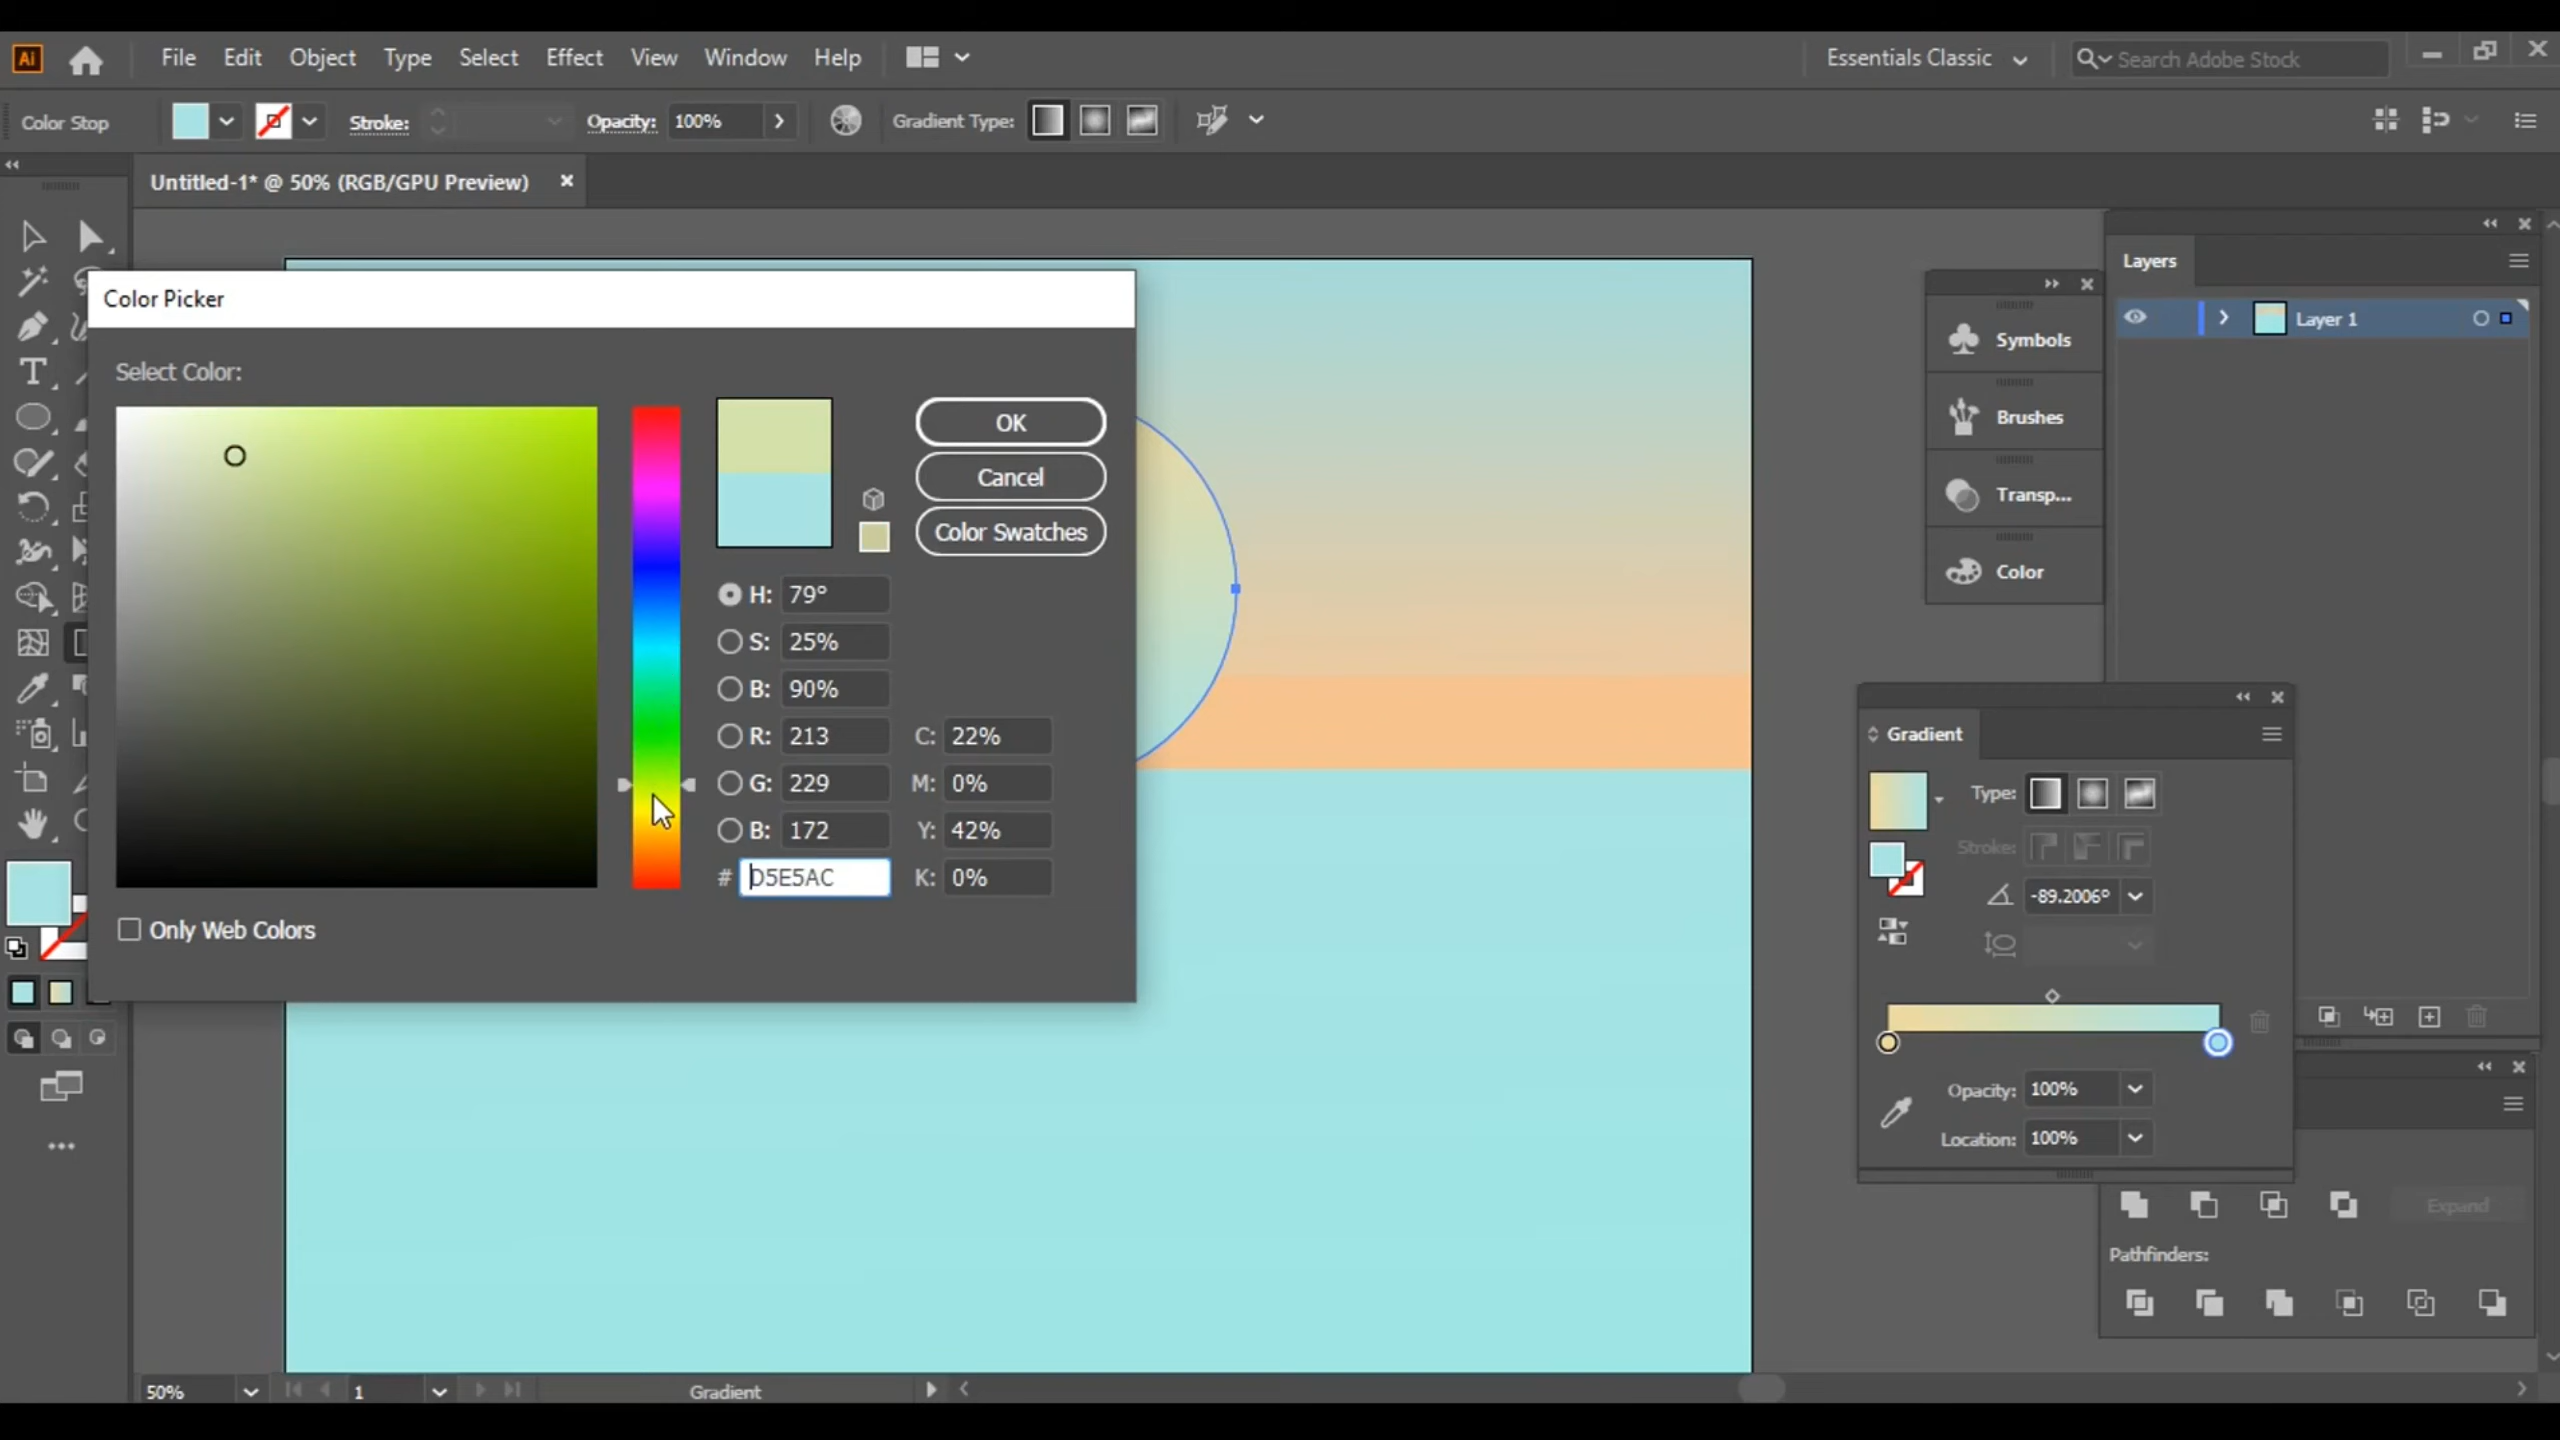 Ai File Edit Object Type Select Effect View Window Help Essentials Classic Search Adobe Stock
Color Stop Stroke: Opacity: 100% Gradient Type:
Untitled-1* @ 50% (RGB/GPU Preview)
Layers
Layer 1
Color Picker
Select Color:
OK
Cancel
Color Swatches
H: 79°
S: 25%
B: 90%
R: 213 C: 22%
G: 229 M: 0%
B: 172 Y: 42%
# D5E5AC K: 0%
Only Web Colors
Symbols
Brushes
Transp...
Color
Gradient
Type:
Stroke:
-89.2006°
Opacity: 100%
Location: 100%
Expand
Pathfinders:
50% 1 Gradient